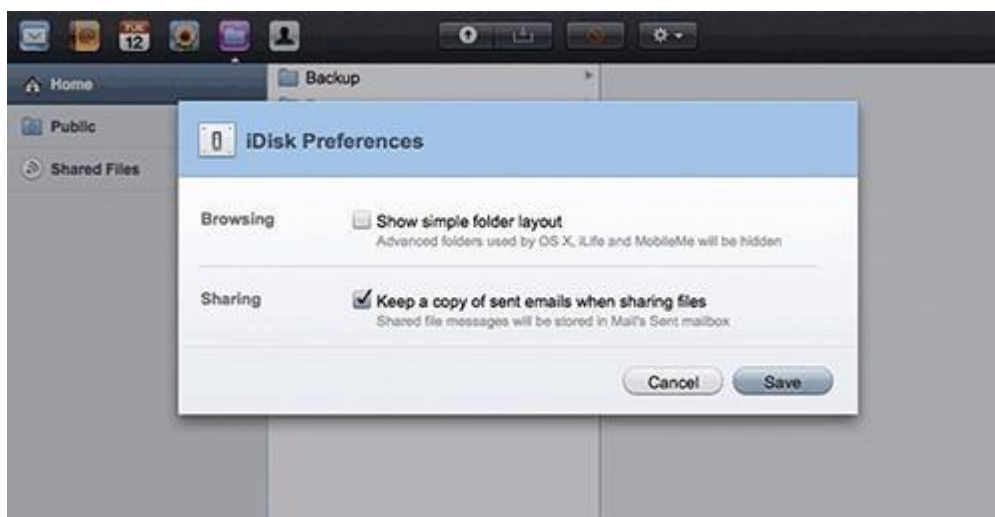 TUE
12
Home
Backup
Public
Shared Files
iDisk Preferences
Browsing
Show simple folder layout
Advanced folders used by OS X, iLife and MobileMe will be hidden
Sharing
Keep a copy of sent emails when sharing files
Shared file messages will be stored in Mail's Sent mailbox
Cancel
Save